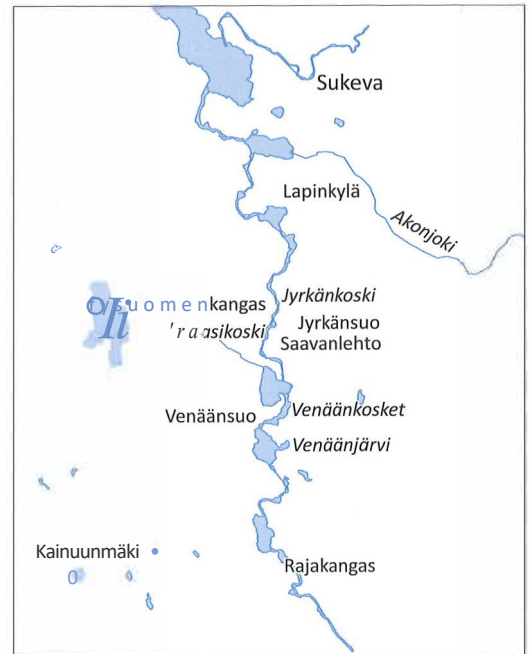 Sukeva
Lapinkylä
Akonjoki
Jyrkänkoski
kangas
Jyrkänsuo
Saavanlehto
Venäänkosket
Venäänsuo
Venäänjärvi
Kainuunmäki
Rajakangas